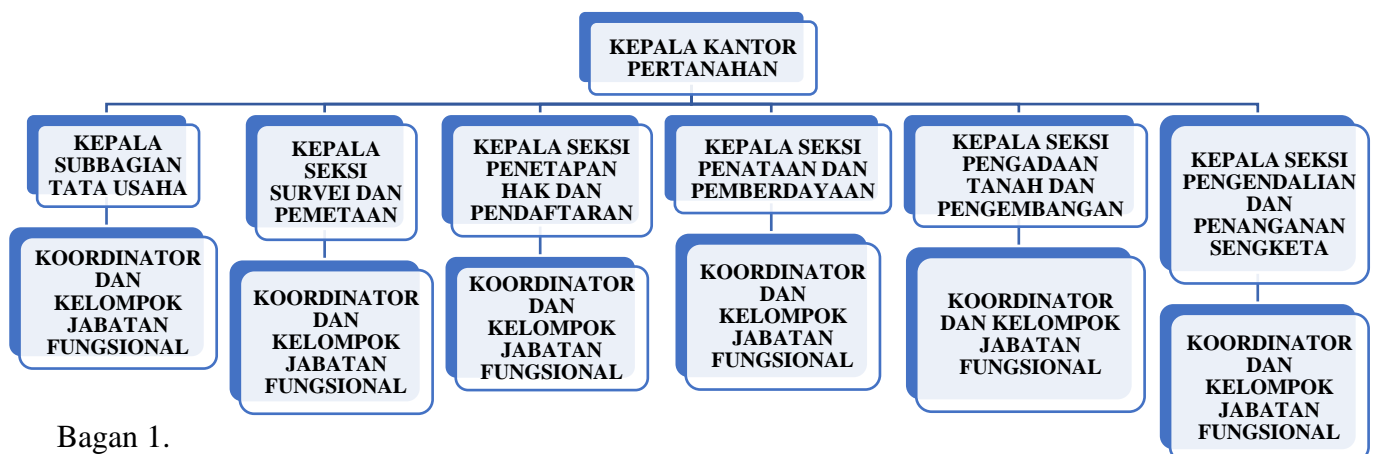 KEPALA KANTOR
PERTANAHAN
KEPALA
SUBBAGIAN
TATA USAHA
KEPALA
SEKSI
SURVEI DAN
PEMETAAN
KEPALA SEKSI
PENETAPAN
HAK DAN
PENDAFTARAN
KEPALA SEKSI
PENATAAN DAN
PEMBERDAYAAN
KEPALA SEKSI
PENGADAAN
TANAH DAN
PENGEMBANGAN
KEPALA SEKSI
PENGENDALIAN
DAN
PENANGANAN
SENGKETA
KOORDINATOR
DAN
KELOMPOK
JABATAN
FUNGSIONAL
KOORDINATOR
DAN
KELOMPOK
JABATAN
FUNGSIONAL
KOORDINATOR
DAN
KELOMPOK
JABATAN
FUNGSIONAL
KOORDINATOR
DAN
KELOMPOK
JABATAN
FUNGSIONAL
KOORDINATOR
DAN KELOMPOK
JABATAN
FUNGSIONAL
KOORDINATOR
DAN
KELOMPOK
JABATAN
FUNGSIONAL
Bagan 1.